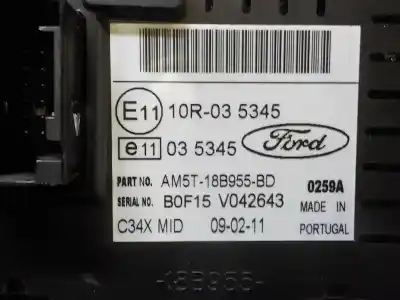 E11 10R-03 5345
e11 03 5345 Ford
PART NO. AM5T-18B955-BD 0259A
SERIAL NO. B0F15 V042643 MADE IN
C34X MID 09-02-11 PORTUGAL
-18B955-